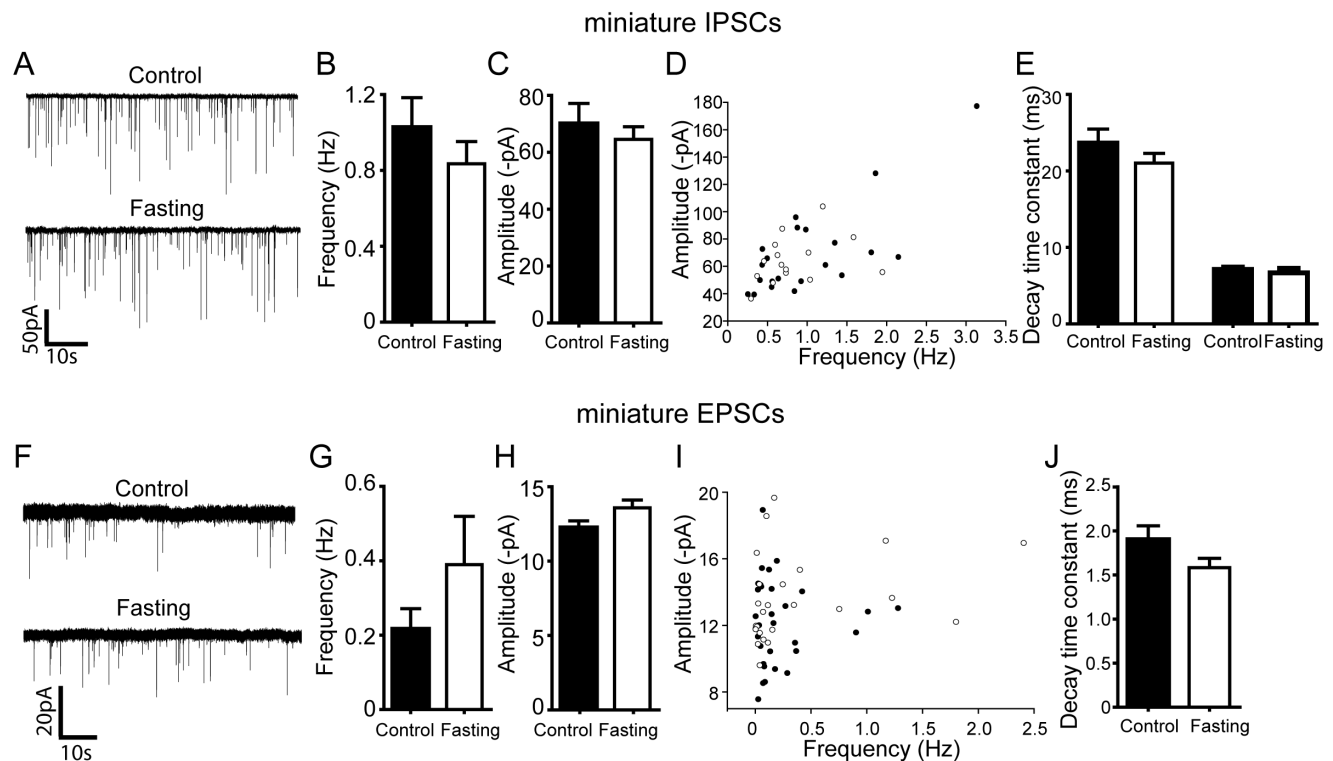 miniature IPSCs
A
Control
Fasting
50pA
10s
B
Frequency (Hz)
1.2
0.8
0.4
0
Control Fasting
C
Amplitude (-pA)
80
60
40
20
0
Control Fasting
D
Amplitude (-pA)
180
160
140
120
100
80
60
40
20
0 0.5 1.0 1.5 2.0 2.5 3.0 3.5
Frequency (Hz)
E
Decay time constant (ms)
30
20
10
0
Control Fasting
Control Fasting
miniature EPSCs
F
Control
Fasting
20pA
10s
G
Frequency (Hz)
0.6
0.4
0.2
0
Control Fasting
H
Amplitude (-pA)
15
10
5
0
Control Fasting
I
Amplitude (-pA)
20
16
12
8
0 0.5 1.0 1.5 2.0 2.5
Frequency (Hz)
J
Decay time constant (ms)
2.5
2.0
1.5
1.0
0.5
0
Control Fasting